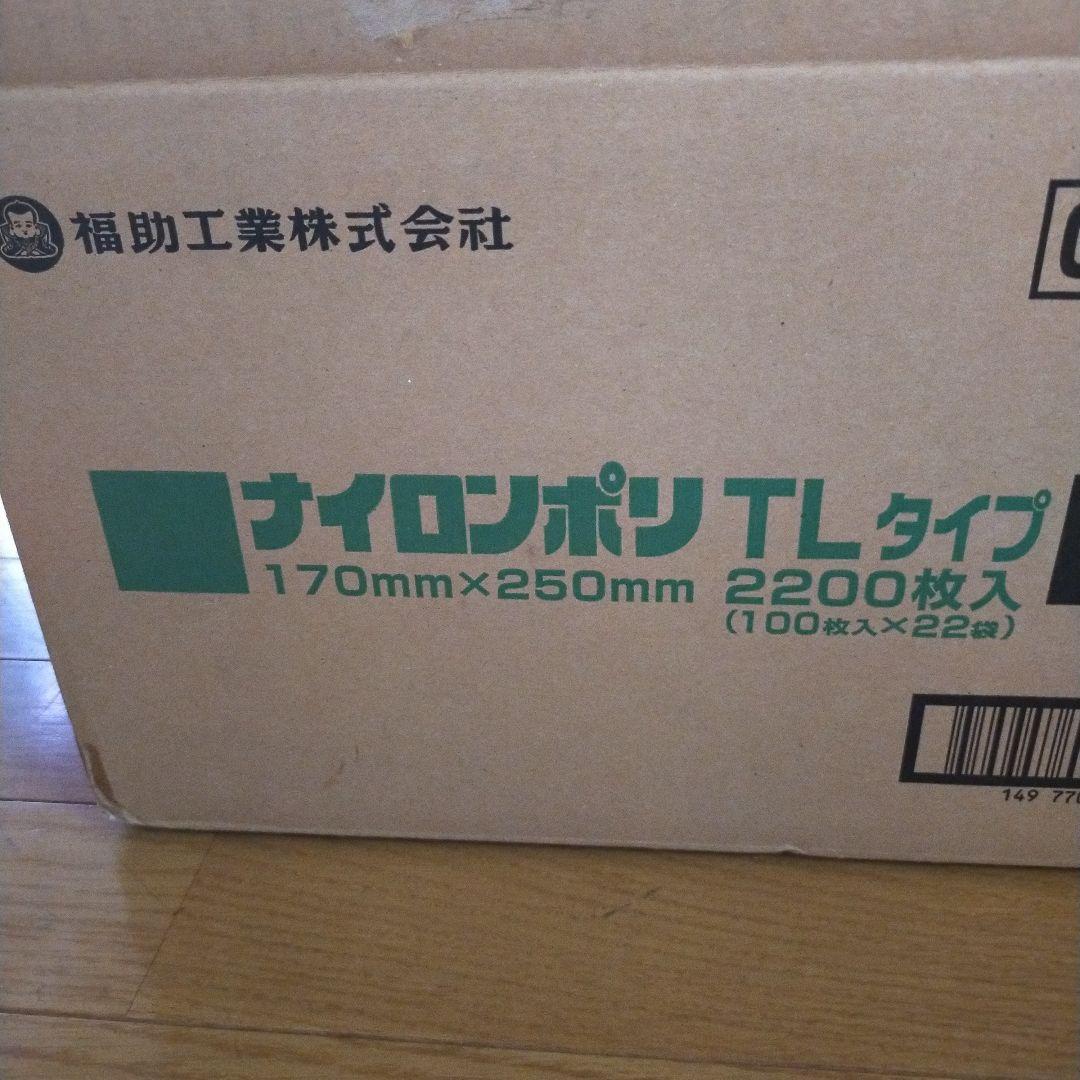 福助工業株式会社
ナイロンポリ TLタイプ
170mm×250mm 2200枚入
(100枚入×22袋)
149 770